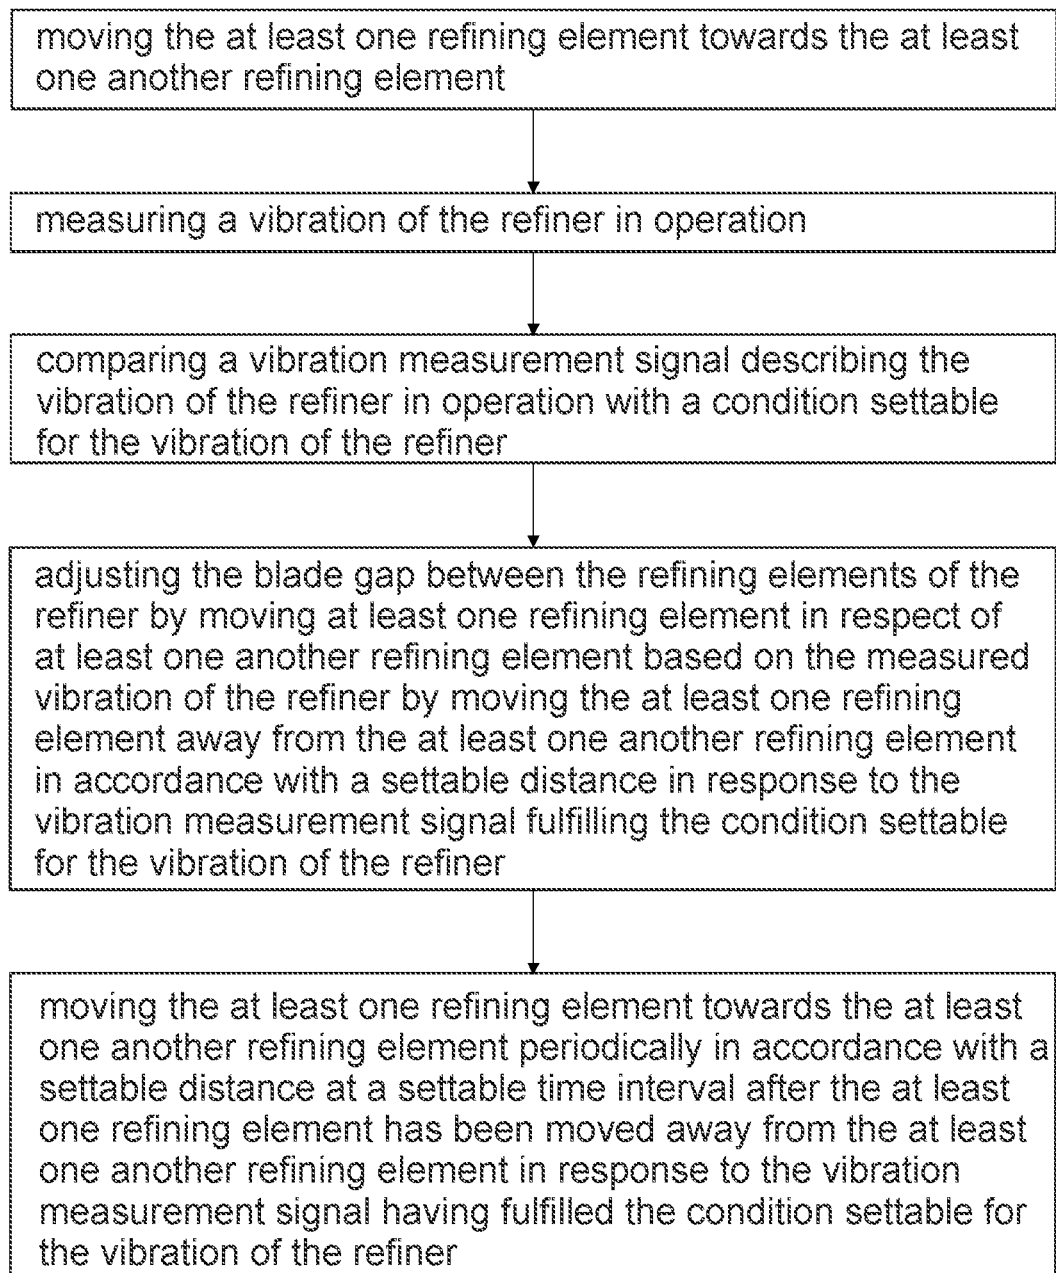 moving the at least one refining element towards the at least
one another refining element
measuring a vibration of the refiner in operation
comparing a vibration measurement signal describing the
vibration of the refiner in operation with a condition settable
for the vibration of the refiner
adjusting the blade gap between the refining elements of the
refiner by moving at least one refining element in respect of
at least one another refining element based on the measured
vibration of the refiner by moving the at least one refining
element away from the at least one another refining element
in accordance with a settable distance in response to the
vibration measurement signal fulfilling the condition settable
for the vibration of the refiner
moving the at least one refining element towards the at least
one another refining element periodically in accordance with a
settable distance at a settable time interval after the at least
one refining element has been moved away from the at least
one another refining element in response to the vibration
measurement signal having fulfilled the condition settable for
the vibration of the refiner